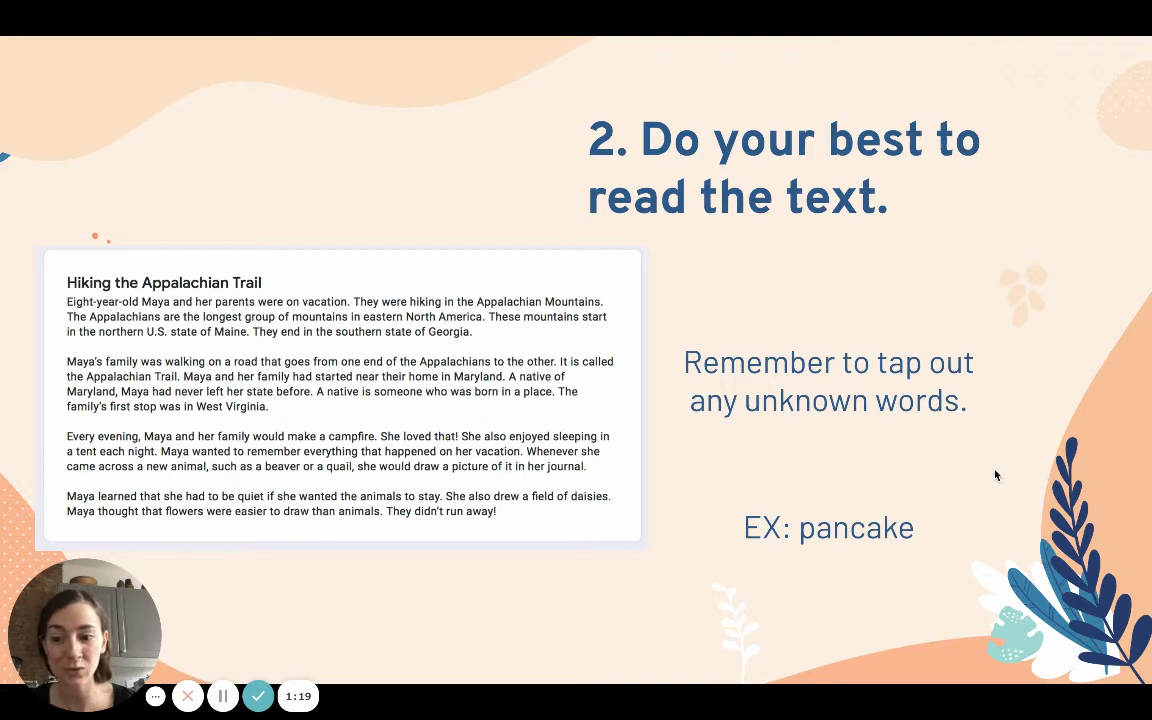 2. Do your best to
read the text.
Hiking the Appalachian Trail
Eight-year-old Maya and her parents were on vacation. They were hiking in the Appalachian Mountains.
The Appalachians are the longest group of mountains in eastern North America. These mountains start
in the northern U.S. state of Maine. They end in the southern state of Georgia.
Maya's family was walking on a road that goes from one end of the Appalachians to the other. It is called
the Appalachian Trail. Maya and her family had started near their home in Maryland. A native of
Maryland, Maya had never left her state before. A native is someone who was born in a place. The
family's first stop was in West Virginia.
Every evening, Maya and her family would make a campfire. She loved that! She also enjoyed sleeping in
a tent each night. Maya wanted to remember everything that happened on her vacation. Whenever she
came across a new animal, such as a beaver or a quail, she would draw a picture of it in her journal.
Maya learned that she had to be quiet if she wanted the animals to stay. She also drew a field of daisies.
Maya thought that flowers were easier to draw than animals. They didn't run away!
Remember to tap out
any unknown words.
EX: pancake
1:19